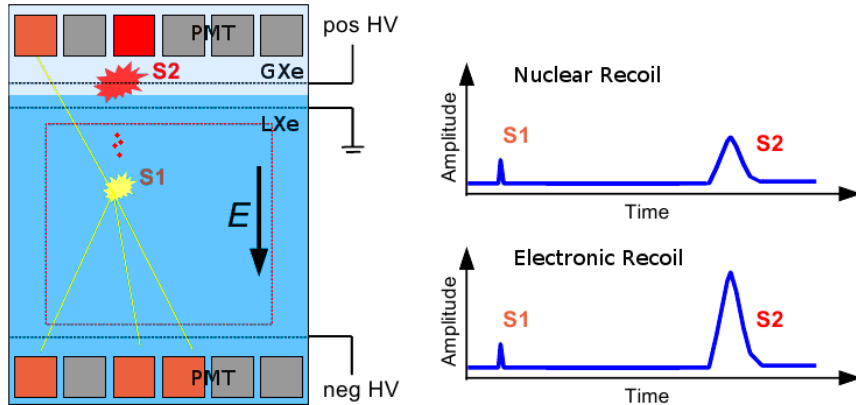 PMT
pos HV
S2
GXe
LXe
S1
E
PMT
neg HV
Nuclear Recoil
Amplitude
S1
S2
Time
Electronic Recoil
Amplitude
S1
S2
Time